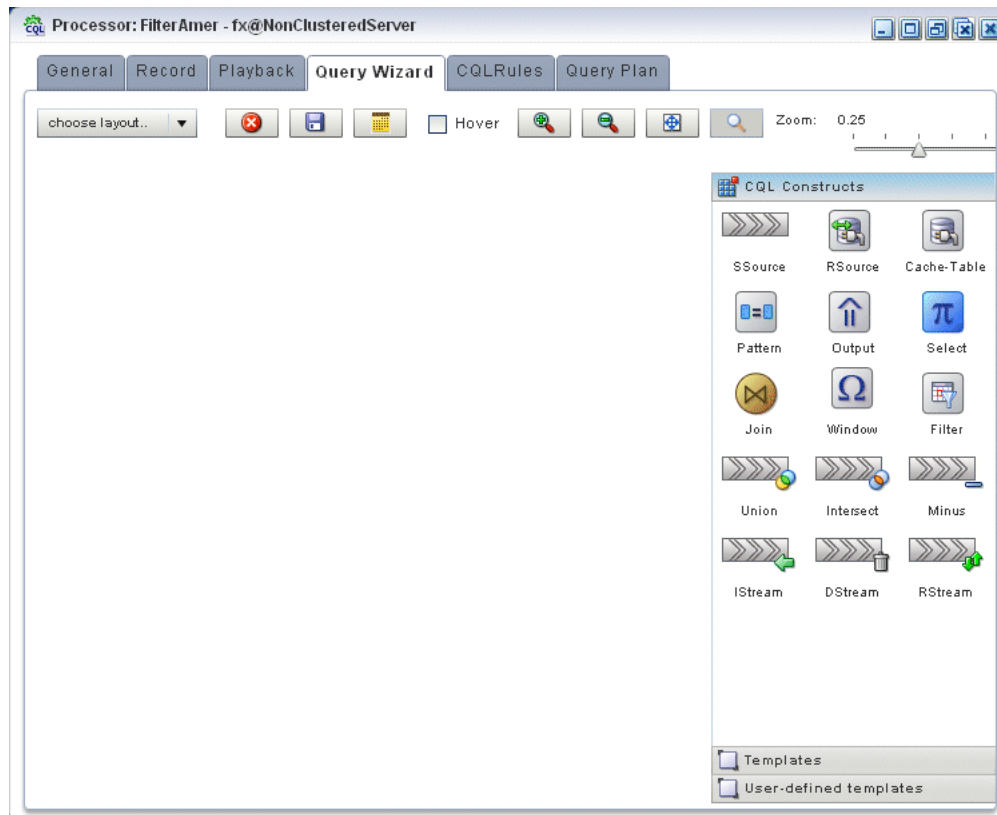 CQL Processor: FilterAmer - fx@NonClusteredServer
General Record Playback Query Wizard CQLRules Query Plan
choose layout.. Hover Zoom: 0.25
CQL Constructs
SSource RSource Cache-Table
Pattern Output Select
π
Join Window Filter
Ω
Union Intersect Minus
IStream DStream RStream
Templates
User-defined templates